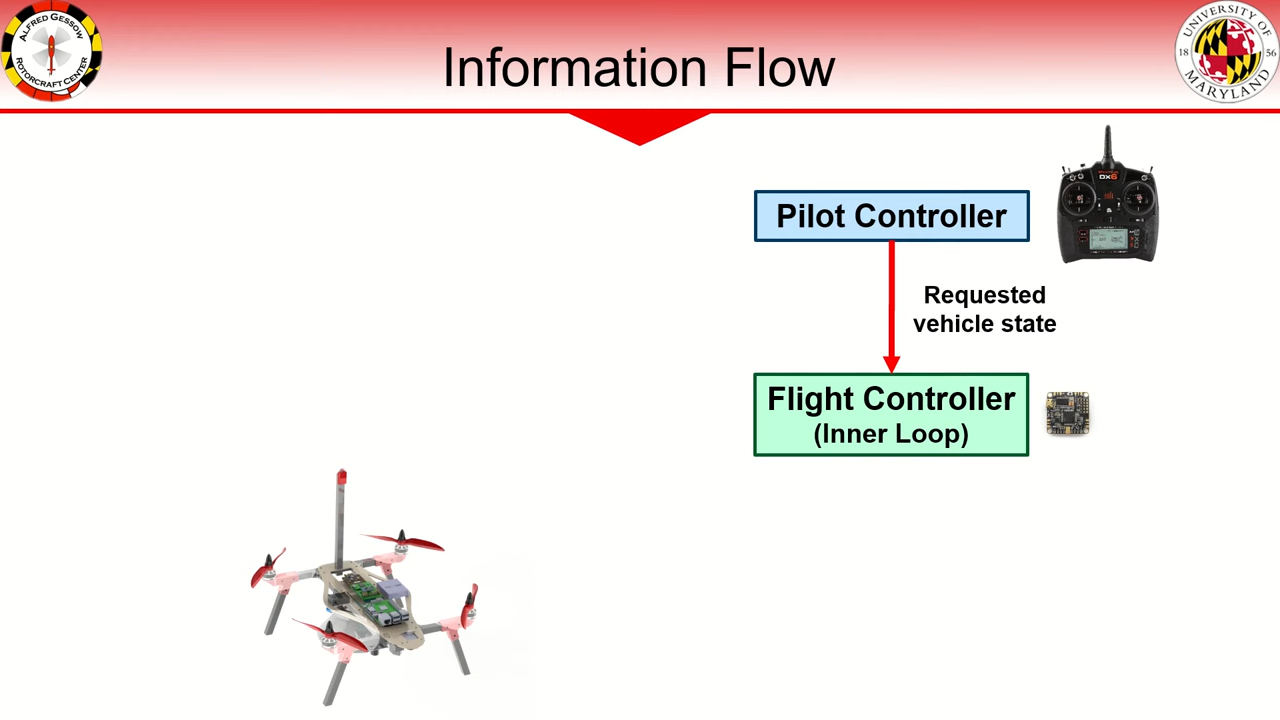 ALFRED GESSOW
ROTORCRAFT CENTER
Information Flow
UNIVERSITY OF
18 56
MARYLAND
Pilot Controller
DX6
Requested
vehicle state
Flight Controller
(Inner Loop)